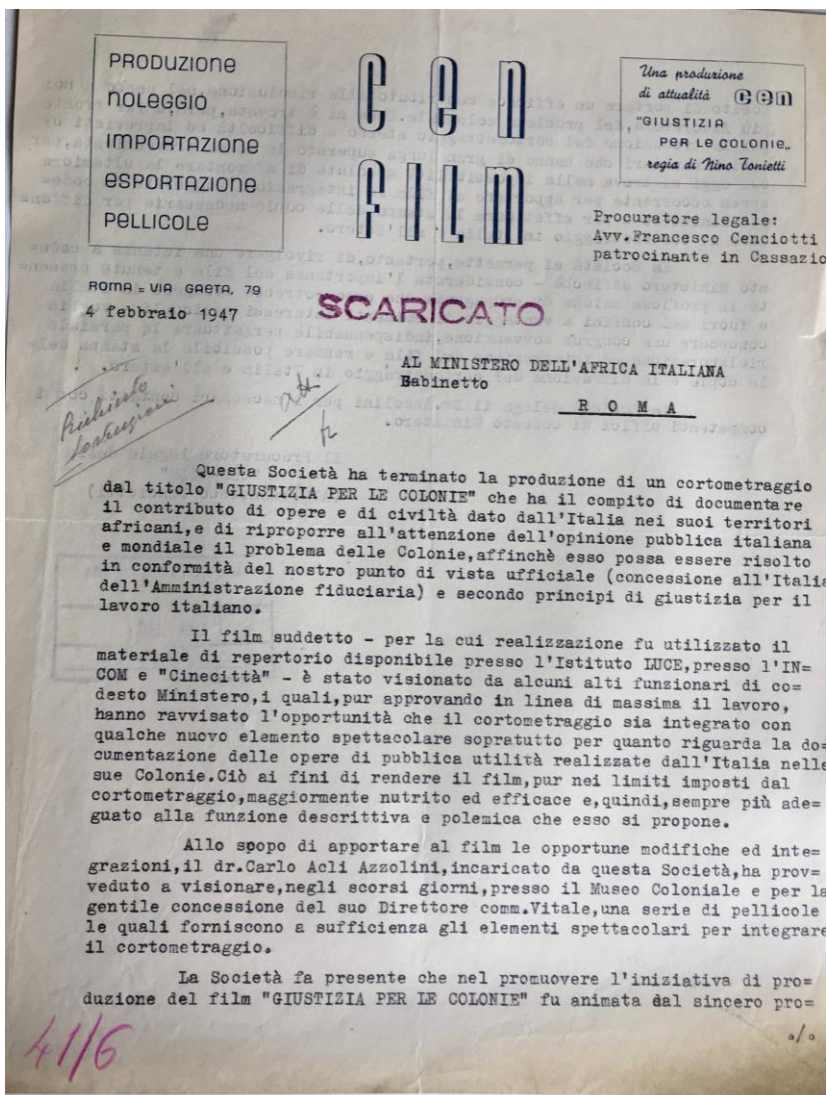 PRODUZIONE
NOLEGGIO
IMPORTAZIONE
ESPORTAZIONE
PELLICOLE
cen
FILM
Una produzione
di attualità cen
"GIUSTIZIA
PER LE COLONIE"
regia di Nino Tonietti
Procuratore legale:
Avv.Francesco Cenciotti
patrocinante in Cassazio
ROMA = VIA GAETA, 79
4 febbraio 1947
SCARICATO
AL MINISTERO DELL'AFRICA ITALIANA
Babinetto
R O M A
Questa Società ha terminato la produzione di un cortometraggio
dal titolo "GIUSTIZIA PER LE COLONIE" che ha il compito di documentare
il contributo di opere e di civiltà dato dall'Italia nei suoi territori
africani,e di riproporre all'attenzione dell'opinione pubblica italiana
e mondiale il problema delle Colonie,affinchè esso possa essere risolto
in conformità del nostro punto di vista ufficiale (concessione all'Italia
dell'Amministrazione fiduciaria) e secondo principi di giustizia per il
lavoro italiano.
Il film suddetto - per la cui realizzazione fu utilizzato il
materiale di repertorio disponibile presso l'Istituto LUCE,presso l'IN=
COM e "Cinecittà" - è stato visionato da alcuni alti funzionari di co=
desto Ministero,i quali,pur approvando in linea di massima il lavoro,
hanno ravvisato l'opportunità che il cortometraggio sia integrato con
qualche nuovo elemento spettacolare sopratutto per quanto riguarda la do=
cumentazione delle opere di pubblica utilità realizzate dall'Italia nelle
sue Colonie.Ciò ai fini di rendere il film,pur nei limiti imposti dal
cortometraggio,maggiormente nutrito ed efficace e,quindi,sempre più ade=
guato alla funzione descrittiva e polemica che esso si propone.
Allo scopo di apportare al film le opportune modifiche ed inte=
grazioni,il dr.Carlo Acli Azzolini,incaricato da questa Società,ha prov=
veduto a visionare,negli scorsi giorni,presso il Museo Coloniale e per la
gentile concessione del suo Direttore comm.Vitale,una serie di pellicole
le quali forniscono a sufficienza gli elementi spettacolari per integrare
il cortometraggio.
La Società fa presente che nel promuovere l'iniziativa di pro=
duzione del film "GIUSTIZIA PER LE COLONIE" fu animata dal sincero pro=
./.
41/6